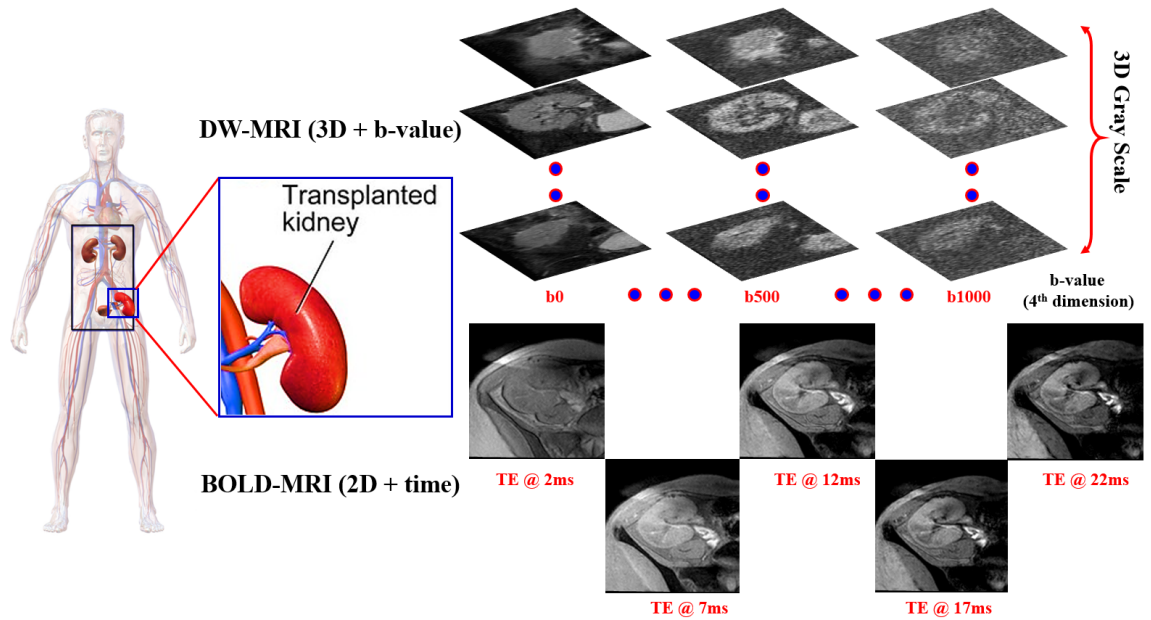 DW-MRI (3D + b-value)
3D Gray Scale
Transplanted
kidney
b0
b500
b1000
b-value
(4th dimension)
BOLD-MRI (2D + time)
TE @ 2ms
TE @ 12ms
TE @ 22ms
TE @ 7ms
TE @ 17ms